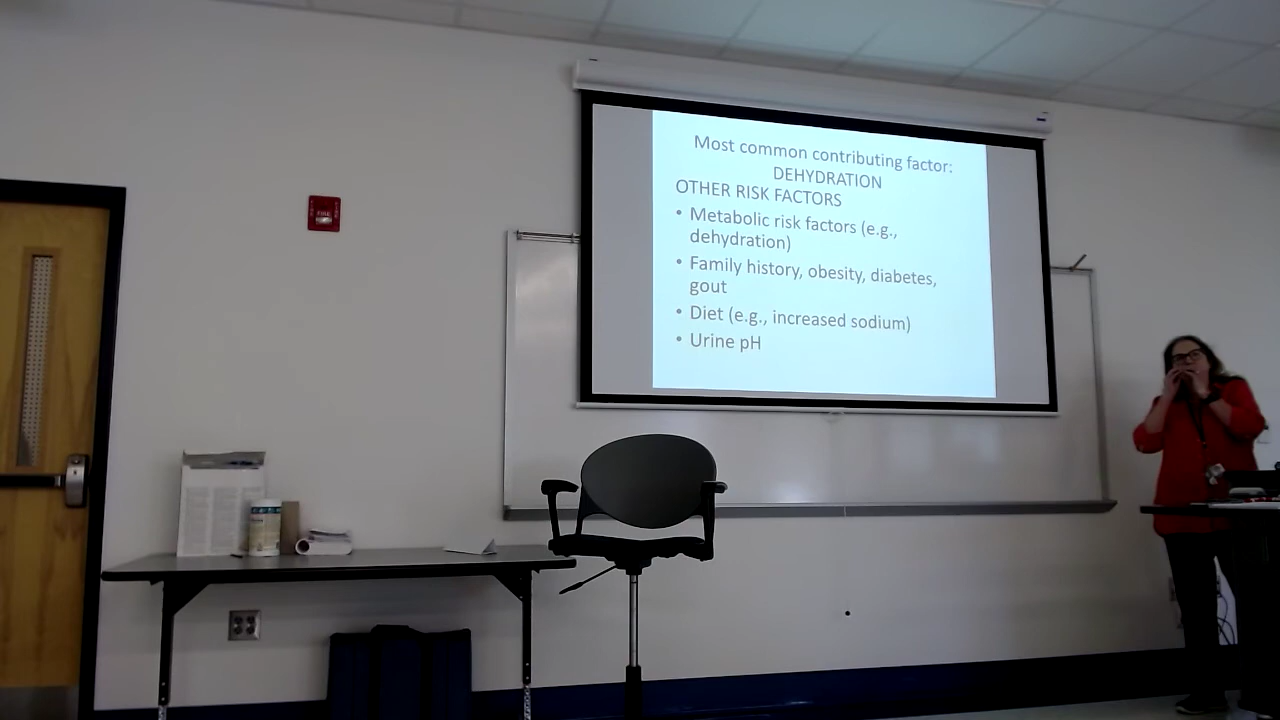 Most common contributing factor:
DEHYDRATION
OTHER RISK FACTORS
• Metabolic risk factors (e.g.,
dehydration)
• Family history, obesity, diabetes,
gout
• Diet (e.g., increased sodium)
• Urine pH
FIRE